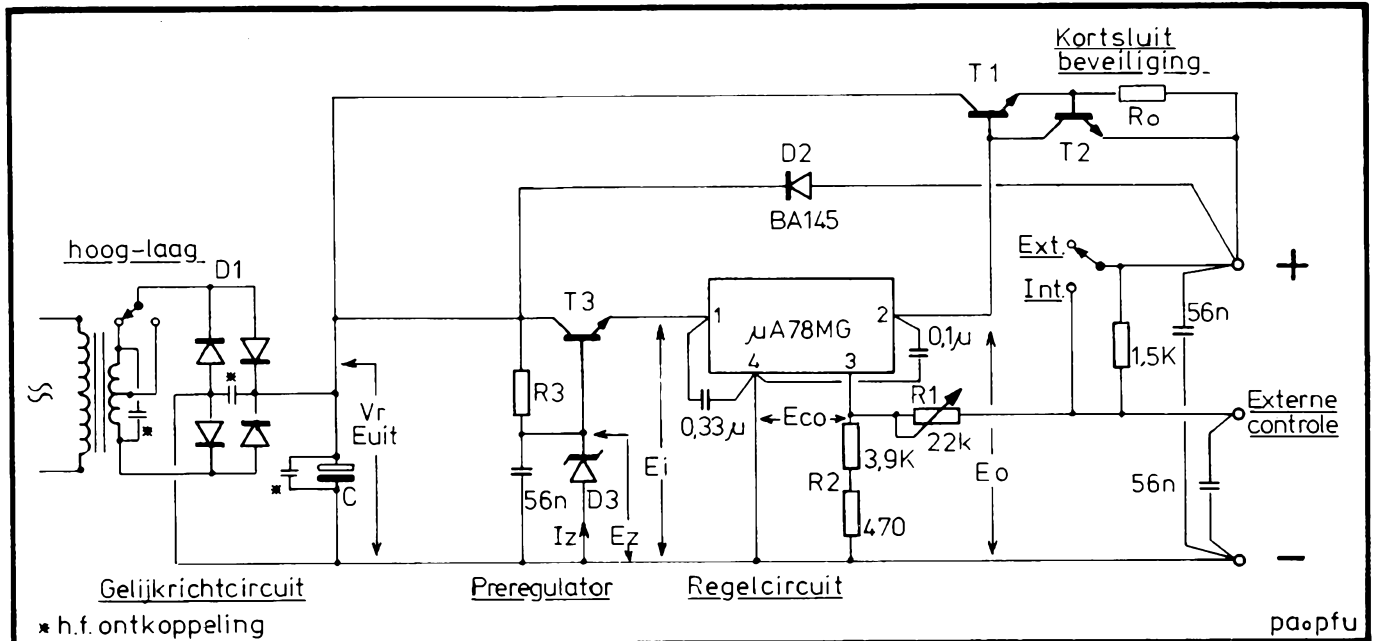 Kortsluit
beveiliging
T1
Ro
T2
D2
BA145
hoog-laag
D1
T3
µA78MG
1
2
4
3
0,1µ
0,33µ
Ext.
Int.
+
56n
1,5K
R1
22k
Externe
controle
R3
Vr
Euit
C
56n
D3
Iz
Ez
Ei
Eco
3,9K
R2
470
Eo
56n
−
Gelijkrichtcircuit
Preregulator
Regelcircuit
* h.f. ontkoppeling
pa₀pfu